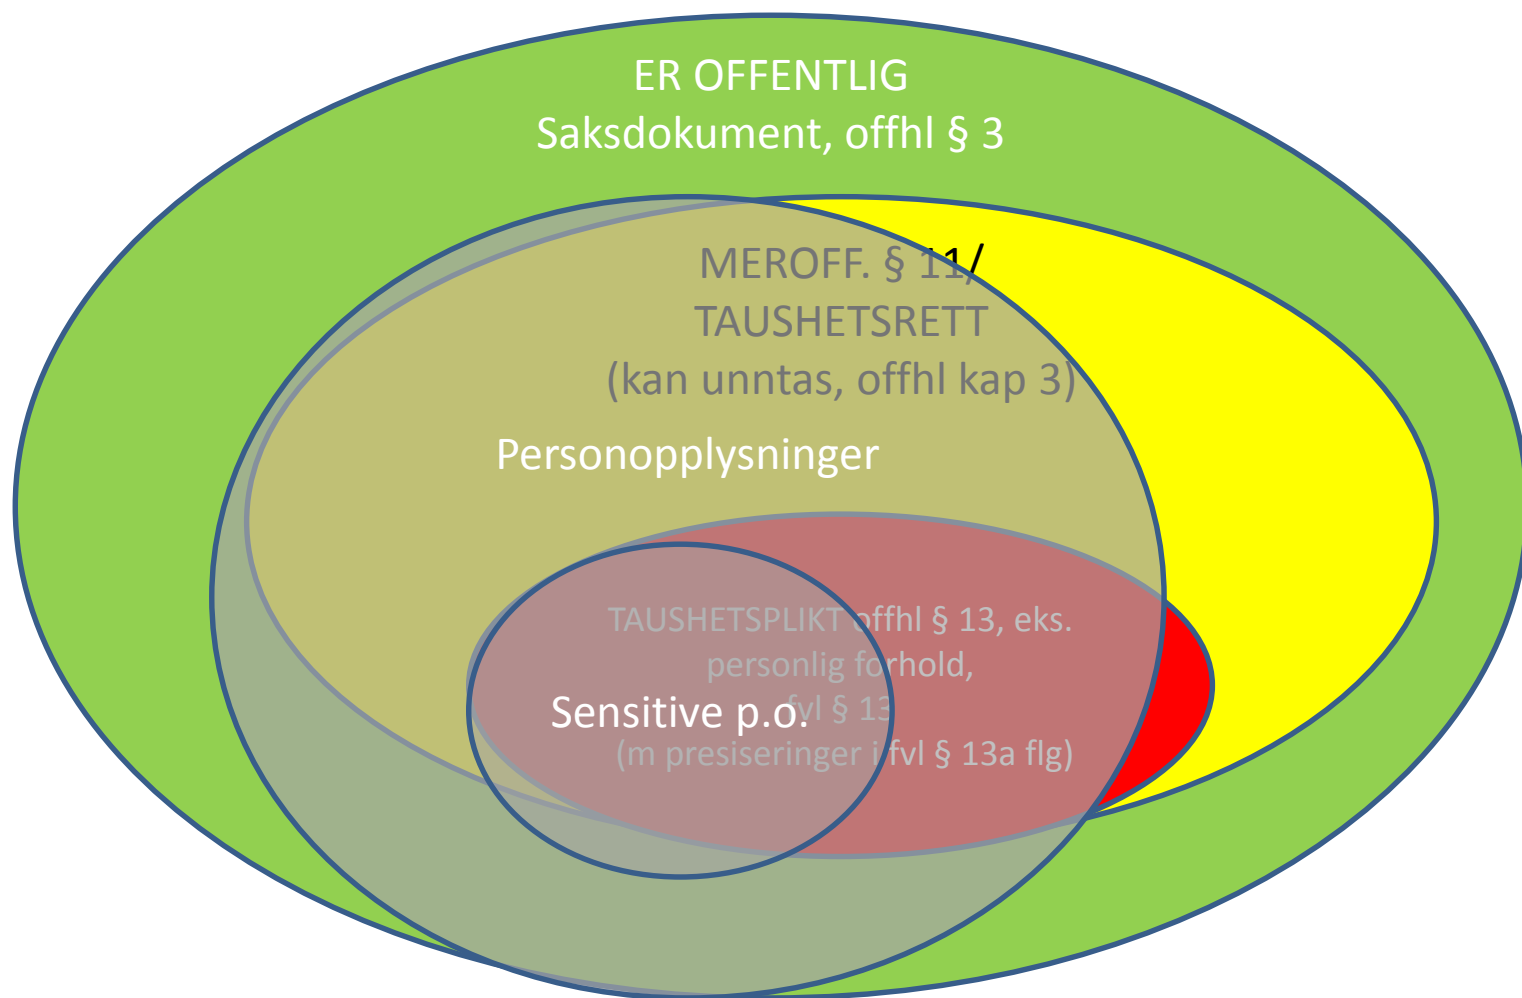 ER OFFENTLIG
Saksdokument, offhl § 3
MEROFF. § 11/
TAUSHETSRETT
(kan unntas, offhl kap 3)
Personopplysninger
TAUSHETSPLIKT offhl § 13, eks.
personlig forhold,
fvl § 13
(m presiseringer i fvl § 13a flg)
Sensitive p.o.